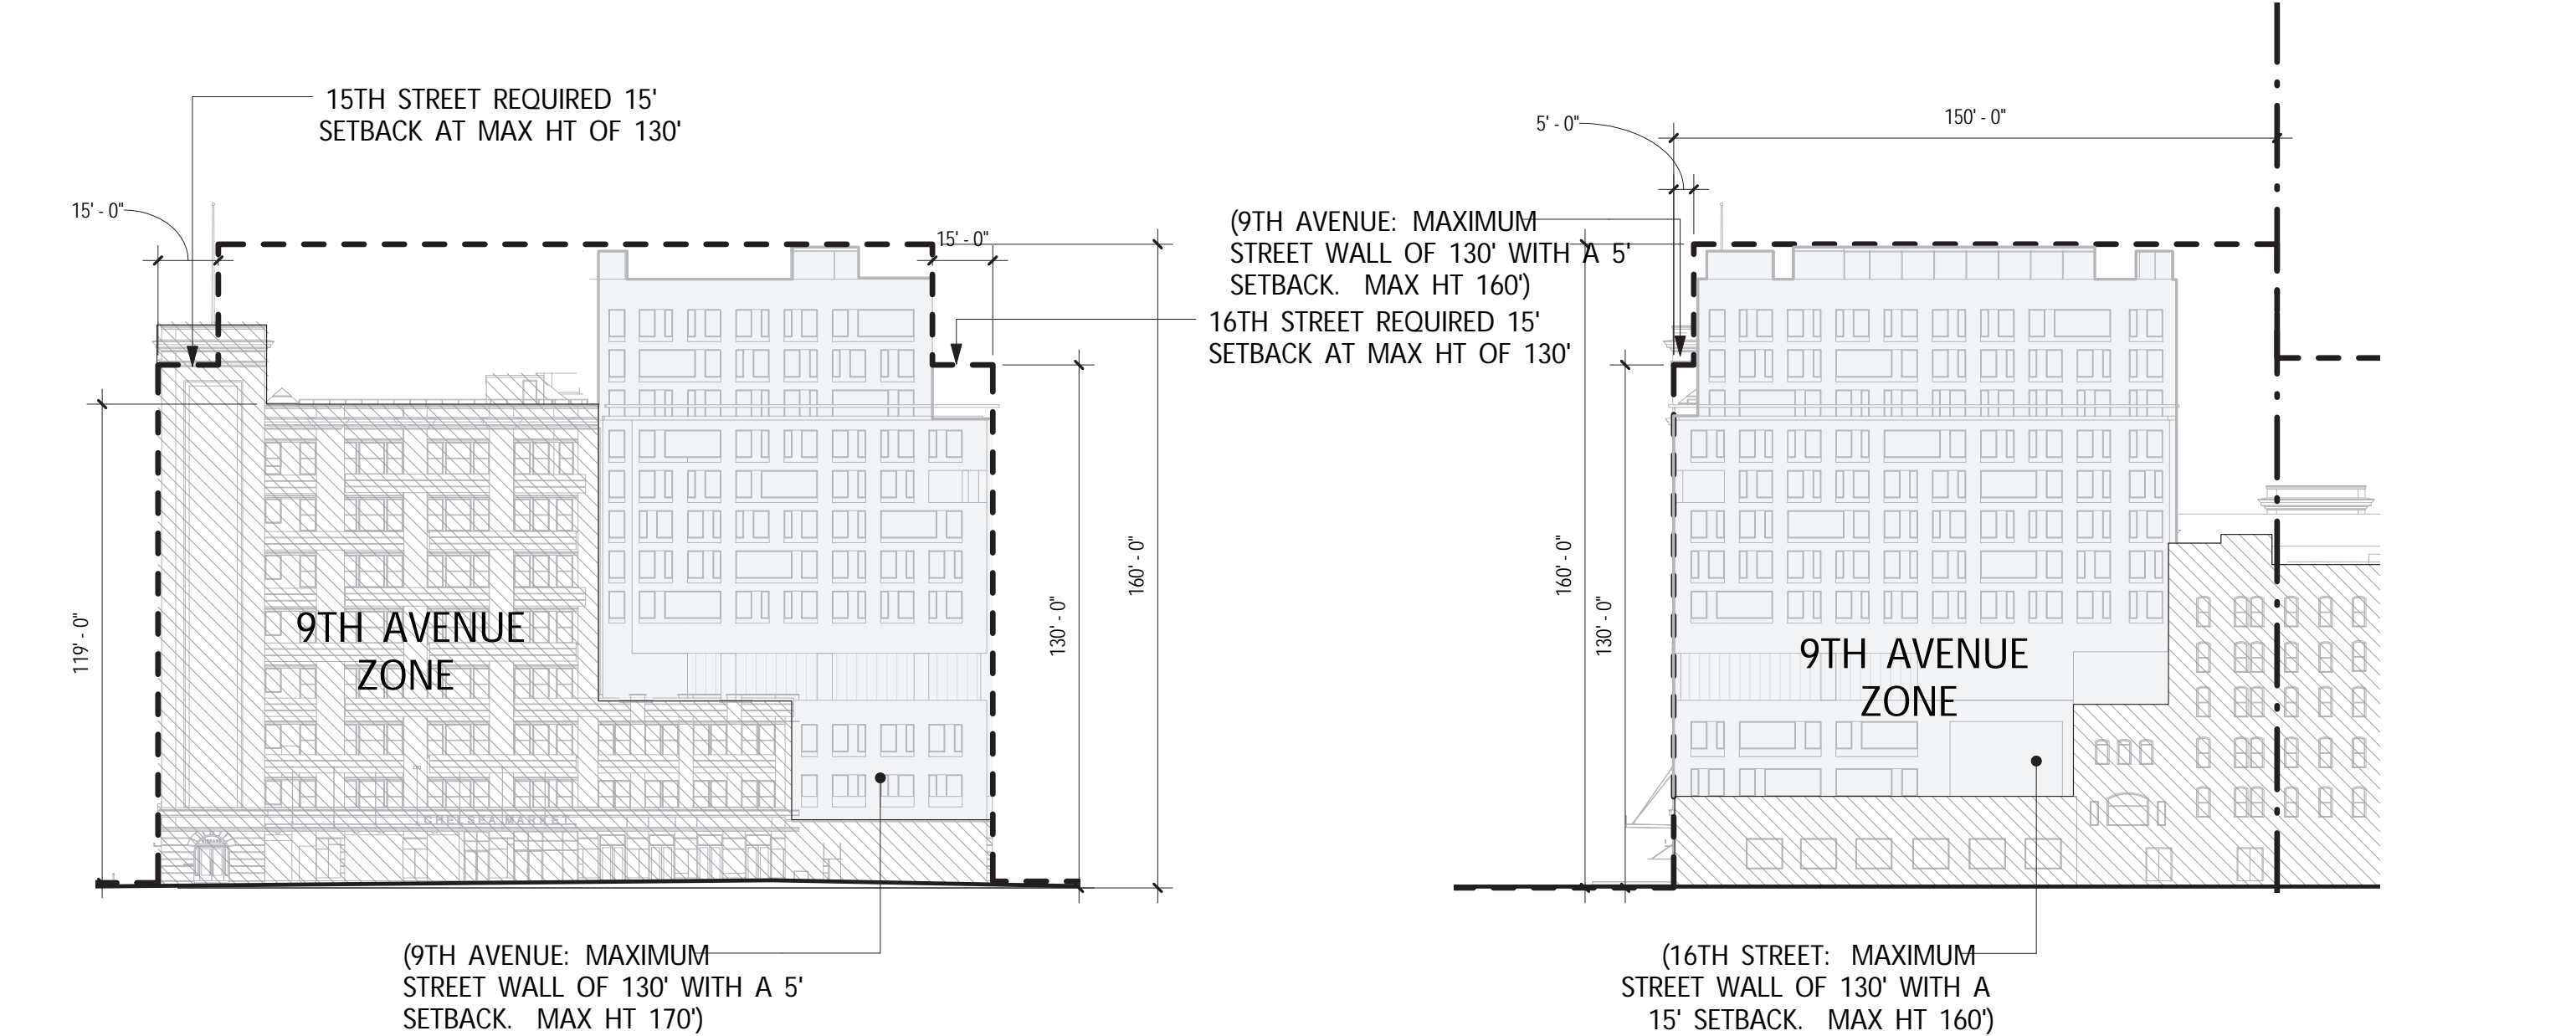 15TH STREET REQUIRED 15'
SETBACK AT MAX HT OF 130'
15' - 0"
15' - 0"
119' - 0"
9TH AVENUE
ZONE
CHELSEA MARKET
130' - 0"
160' - 0"
(9TH AVENUE: MAXIMUM
STREET WALL OF 130' WITH A 5'
SETBACK. MAX HT 170')
5' - 0"
150' - 0"
(9TH AVENUE: MAXIMUM
STREET WALL OF 130' WITH A 5'
SETBACK. MAX HT 160')
16TH STREET REQUIRED 15'
SETBACK AT MAX HT OF 130'
160' - 0"
130' - 0"
9TH AVENUE
ZONE
(16TH STREET: MAXIMUM
STREET WALL OF 130' WITH A
15' SETBACK. MAX HT 160')